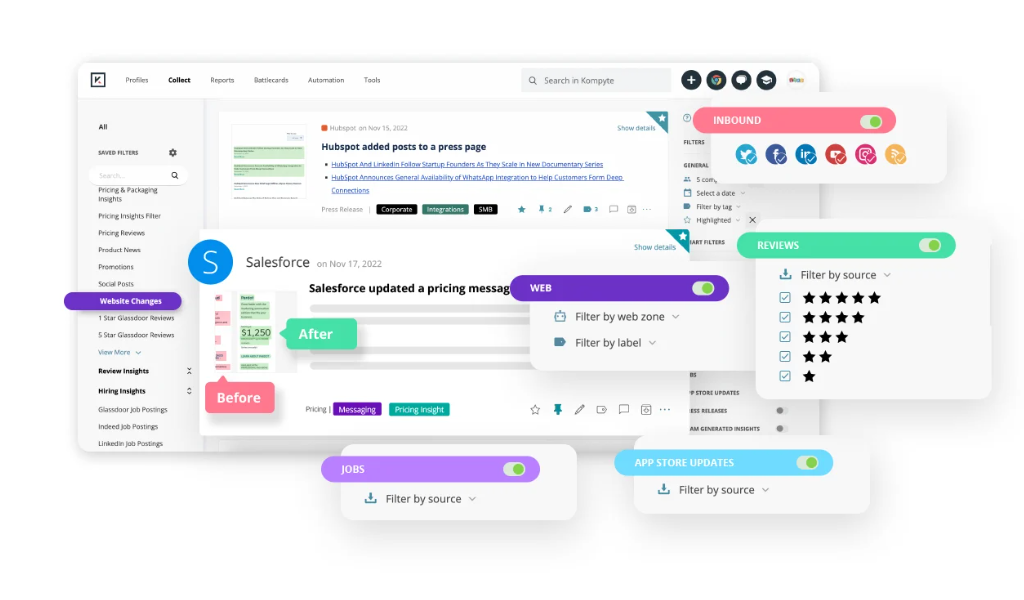 Profiles
Collect
Reports
Battlecards
Automation
Tools
Search in Kompyte
All
SAVED FILTERS
Search...
Pricing & Packaging
Insights
Pricing Insights Filter
Pricing Reviews
Product News
Promotions
Social Posts
Website Changes
1 Star Glassdoor Reviews
5 Star Glassdoor Reviews
View More
Review Insights
Hiring Insights
Glassdoor Job Postings
Indeed Job Postings
LinkedIn Job Postings
Hubspot on Nov 15, 2022
Show details
HubSpot added posts to a press page
HubSpot And LinkedIn Follow Startup Founders As They Scale In New Documentary Series
HubSpot Announces General Availability of WhatsApp Integration to Help Customers Form Deep
Connections
Press Release | Corporate Integrations SMB
2
3
S
Salesforce on Nov 17, 2022
Show details
Salesforce updated a pricing messag
$1,250
After
Before
Pricing | Messaging Pricing Insight
FILTERS
GENERAL
5 com
Select a date
Filter by tag
Highlighted
ART FILTERS
INBOUND
REVIEWS
Filter by source
WEB
Filter by web zone
Filter by label
P STORE UPDATES
ESS RELEASES
AM GENERATED INSIGHTS
JOBS
Filter by source
APP STORE UPDATES
Filter by source